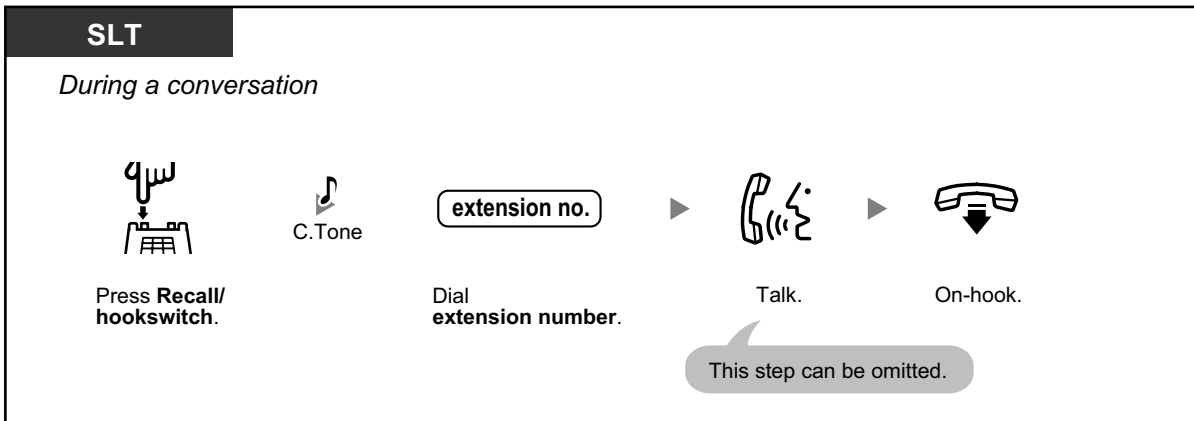 SLT
During a conversation
C.Tone
extension no.
Press Recall/
hookswitch.
Dial
extension number.
Talk.
On-hook.
This step can be omitted.